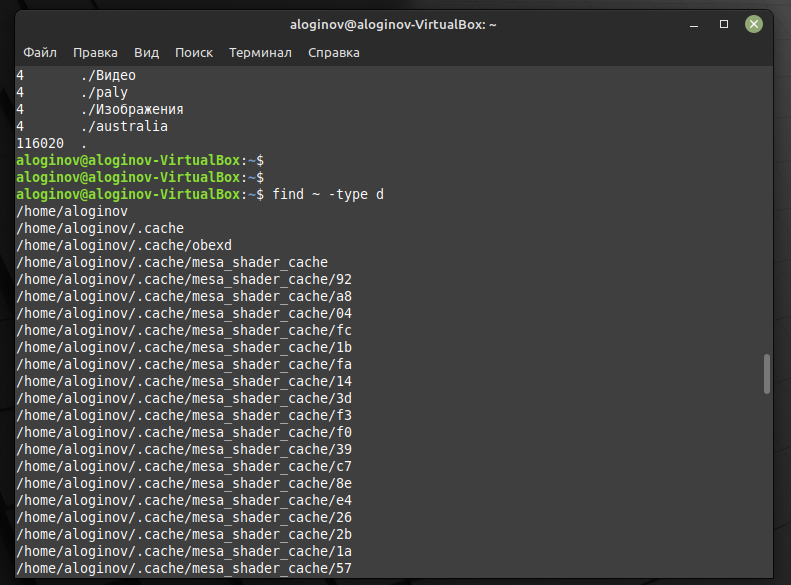 aloginov@aloginov-VirtualBox: ~
Файл Правка Вид Поиск Терминал Справка
4 ./Видео
4 ./paly
4 ./Изображения
4 ./australia
116020 .
aloginov@aloginov-VirtualBox:~$
aloginov@aloginov-VirtualBox:~$
aloginov@aloginov-VirtualBox:~$ find ~ -type d
/home/aloginov
/home/aloginov/.cache
/home/aloginov/.cache/obexd
/home/aloginov/.cache/mesa_shader_cache
/home/aloginov/.cache/mesa_shader_cache/92
/home/aloginov/.cache/mesa_shader_cache/a8
/home/aloginov/.cache/mesa_shader_cache/04
/home/aloginov/.cache/mesa_shader_cache/fc
/home/aloginov/.cache/mesa_shader_cache/1b
/home/aloginov/.cache/mesa_shader_cache/fa
/home/aloginov/.cache/mesa_shader_cache/14
/home/aloginov/.cache/mesa_shader_cache/3d
/home/aloginov/.cache/mesa_shader_cache/f3
/home/aloginov/.cache/mesa_shader_cache/f0
/home/aloginov/.cache/mesa_shader_cache/39
/home/aloginov/.cache/mesa_shader_cache/c7
/home/aloginov/.cache/mesa_shader_cache/8e
/home/aloginov/.cache/mesa_shader_cache/e4
/home/aloginov/.cache/mesa_shader_cache/26
/home/aloginov/.cache/mesa_shader_cache/2b
/home/aloginov/.cache/mesa_shader_cache/1a
/home/aloginov/.cache/mesa_shader_cache/57